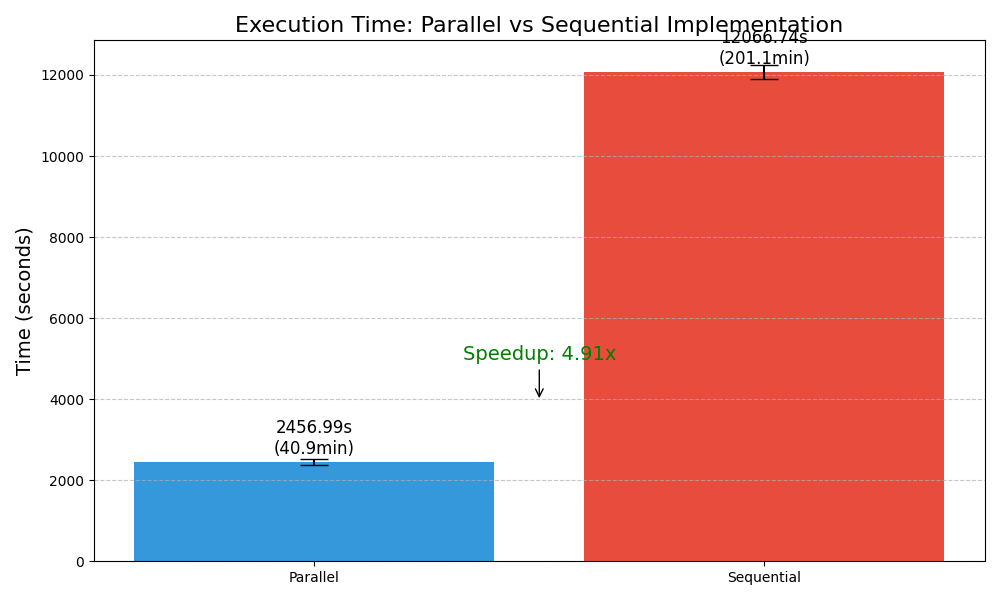 Execution Time: Parallel vs Sequential Implementation
12066.74s
(201.1min)
12000
10000
8000
6000
4000
2000
0
Time (seconds)
Speedup: 4.91x
2456.99s
(40.9min)
Parallel
Sequential